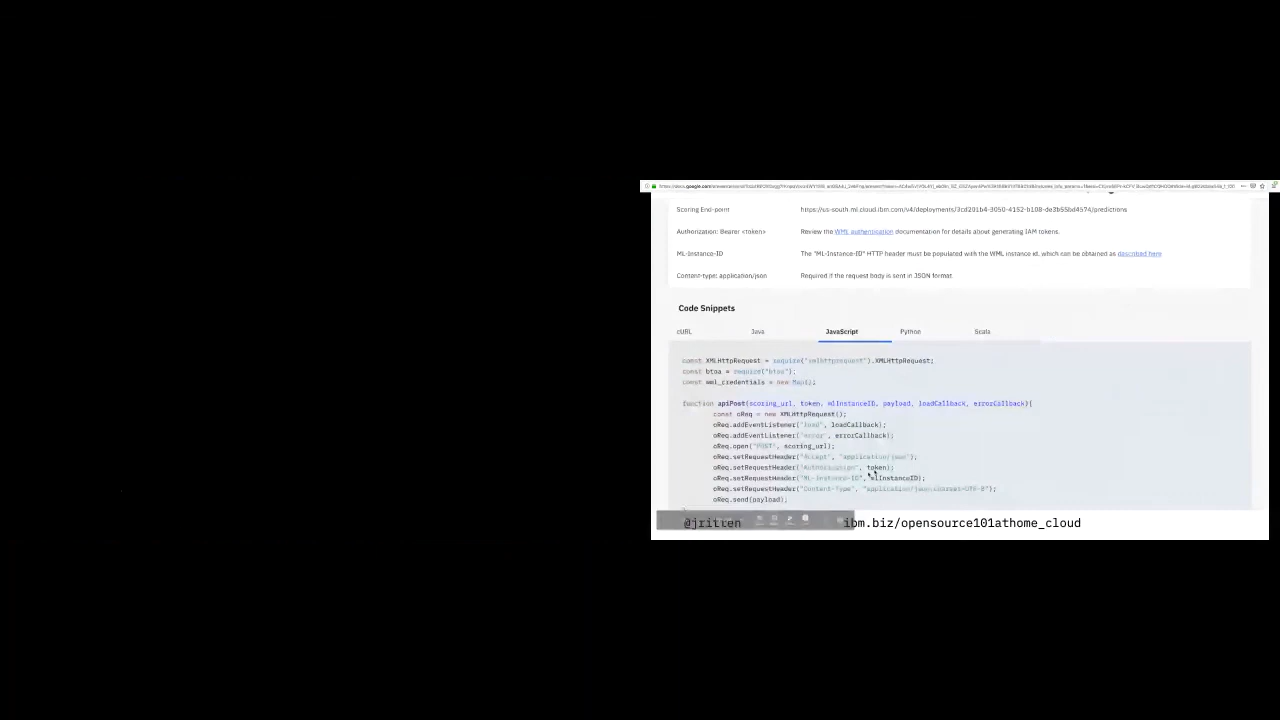 Scoring End-point https://us-south.ml.cloud.ibm.com/v4/deployments/3cd201b4-3050-4152-b108-de3b55bd4574/predictions
Authorization: Bearer <token> Review the WML authentication documentation for details about generating IAM tokens.
ML-Instance-ID The "ML-Instance-ID" HTTP header must be populated with the WML instance id, which can be obtained as described here
Content-type: application/json Required if the request body is sent in JSON format.
Code Snippets
cURL Java JavaScript Python Scala
const XMLHttpRequest = require("xmlhttprequest").XMLHttpRequest;
const btoa = require("btoa");
const wml_credentials = new Map();
function apiPost(scoring_url, token, mlInstanceID, payload, loadCallback, errorCallback){
const oReq = new XMLHttpRequest();
oReq.addEventListener("load", loadCallback);
oReq.addEventListener("error", errorCallback);
oReq.open("POST", scoring_url);
oReq.setRequestHeader("Accept", "application/json");
oReq.setRequestHeader("Authorization", token);
oReq.setRequestHeader("ML-Instance-ID", mlInstanceID);
oReq.setRequestHeader("Content-Type", "application/json;charset=UTF-8");
oReq.send(payload);
@jritten ibm.biz/opensource101athome_cloud